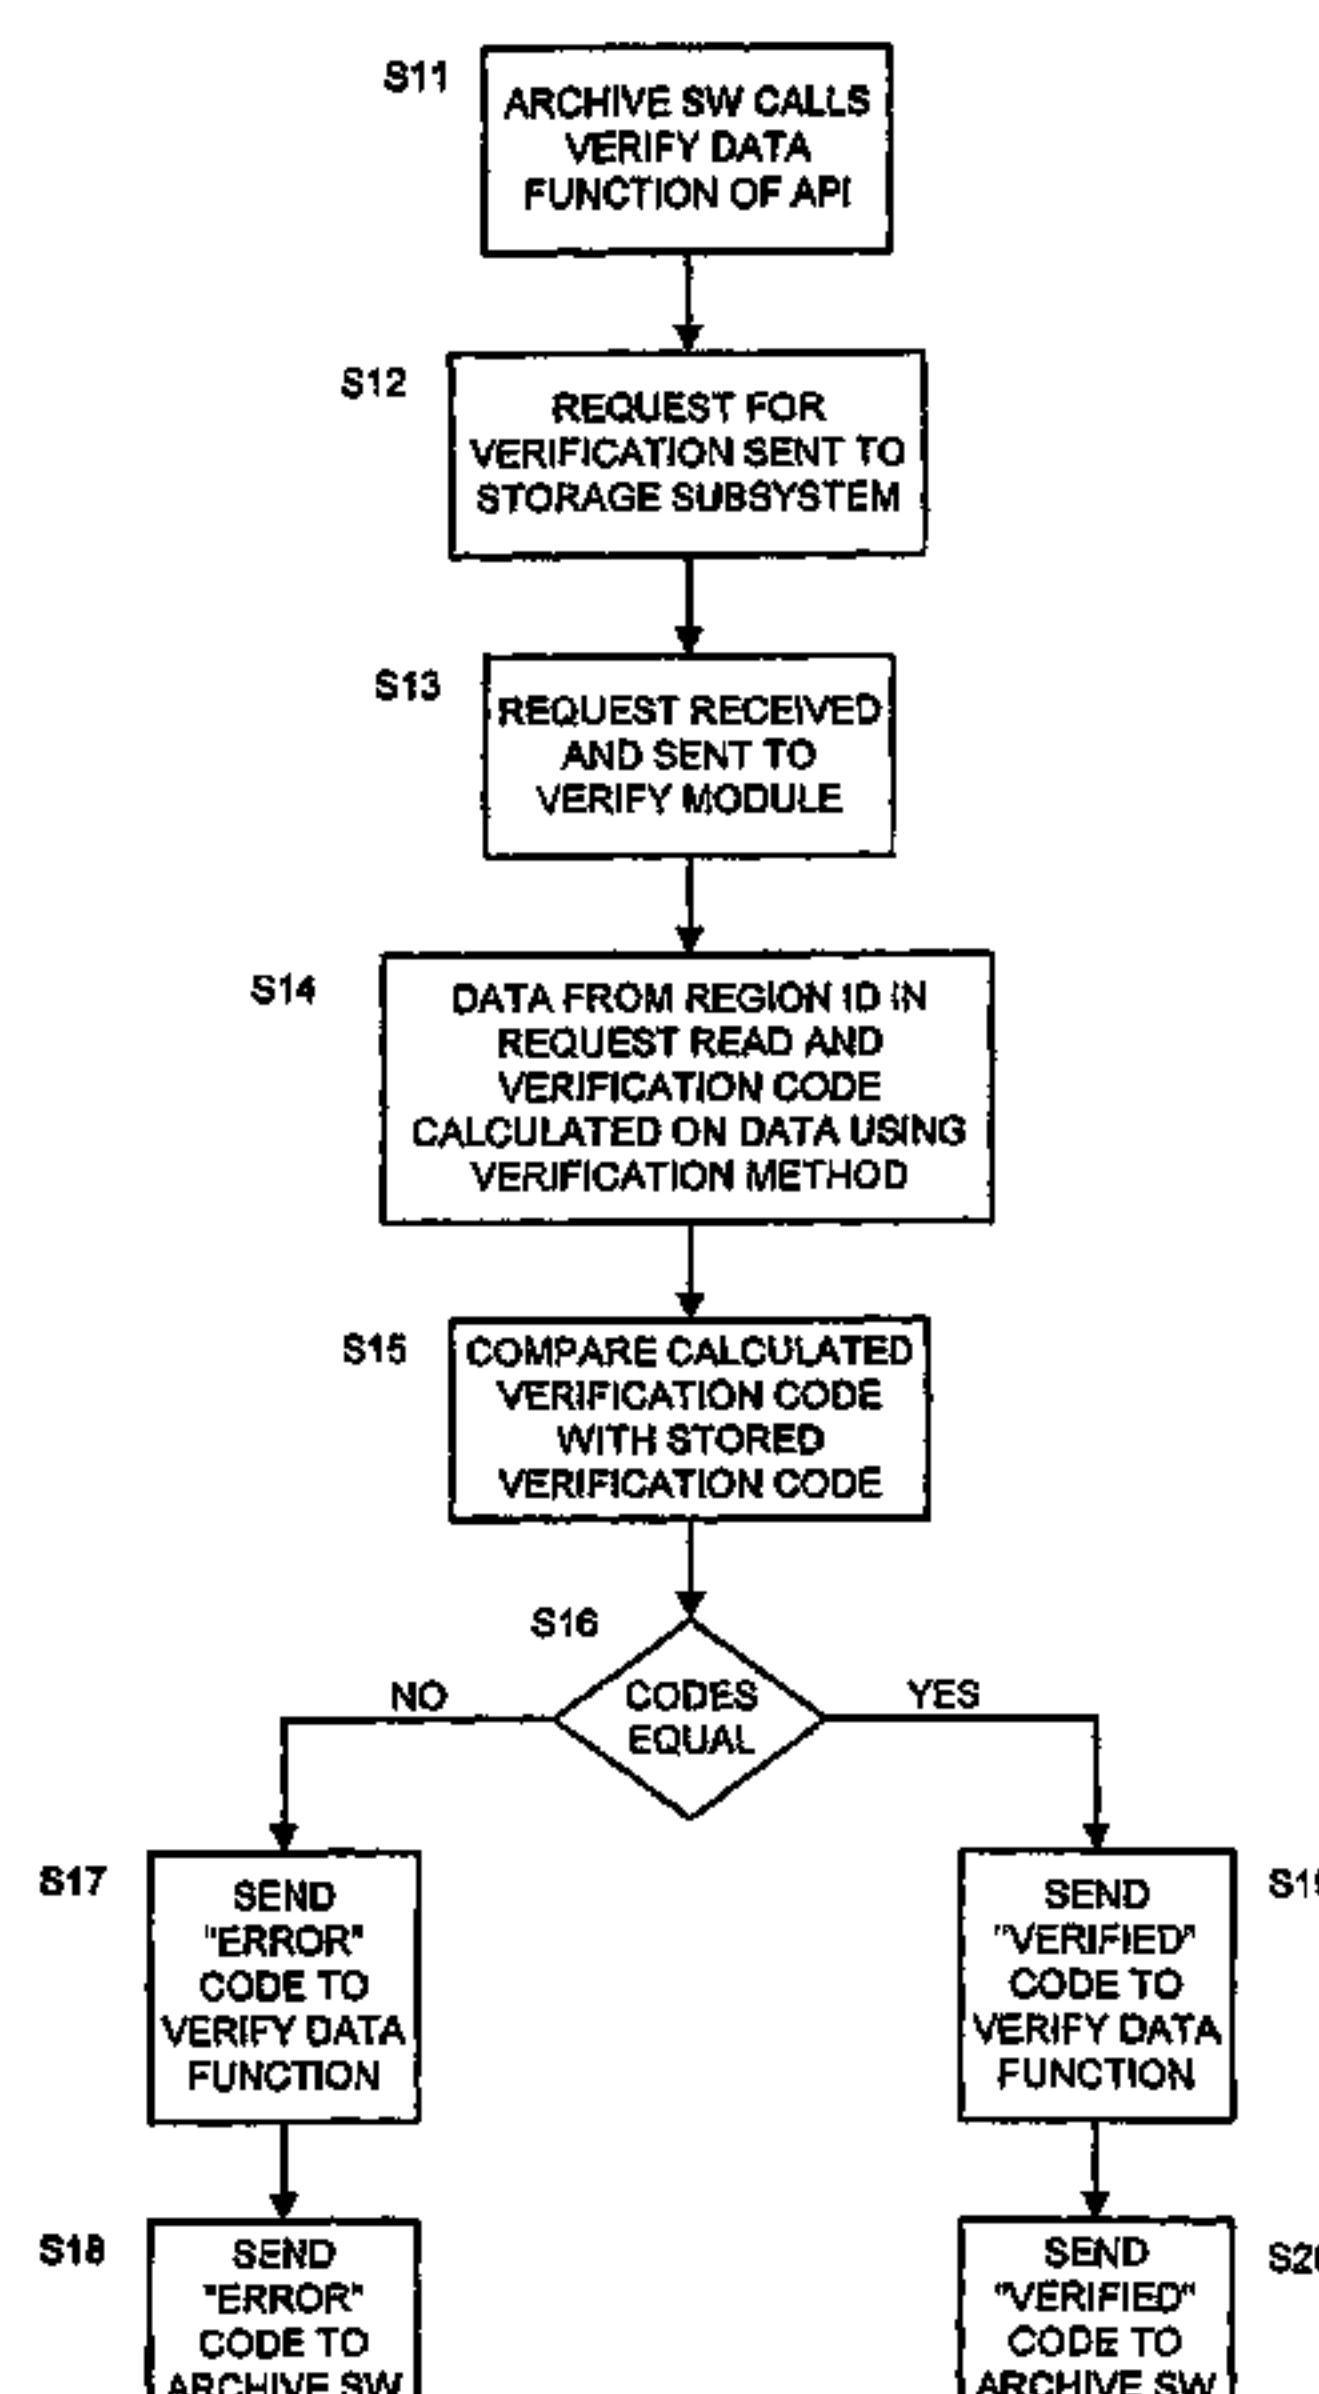 S11
ARCHIVE SW CALLS
VERIFY DATA
FUNCTION OF API
S12
REQUEST FOR
VERIFICATION SENT TO
STORAGE SUBSYSTEM
S13
REQUEST RECEIVED
AND SENT TO
VERIFY MODULE
S14
DATA FROM REGION ID IN
REQUEST READ AND
VERIFICATION CODE
CALCULATED ON DATA USING
VERIFICATION METHOD
S15
COMPARE CALCULATED
VERIFICATION CODE
WITH STORED
VERIFICATION CODE
S16
CODES
EQUAL
NO
YES
S17
SEND
"ERROR"
CODE TO
VERIFY DATA
FUNCTION
SEND
"VERIFIED"
CODE TO
VERIFY DATA
FUNCTION
S18
SEND
"ERROR"
CODE TO
ARCHIVE SW
SEND
"VERIFIED"
CODE TO
ARCHIVE SW